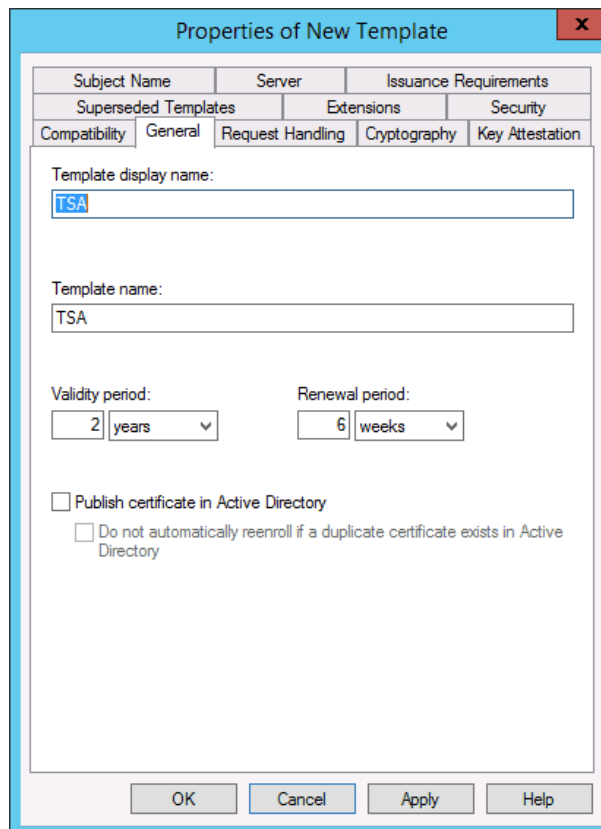 Properties of New Template
x
Subject Name Server Issuance Requirements
Superseded Templates Extensions Security
Compatibility General Request Handling Cryptography Key Attestation
Template display name:
TSA
Template name:
TSA
Validity period: Renewal period:
2 years 6 weeks
Publish certificate in Active Directory
Do not automatically reenroll if a duplicate certificate exists in Active
Directory
OK Cancel Apply Help